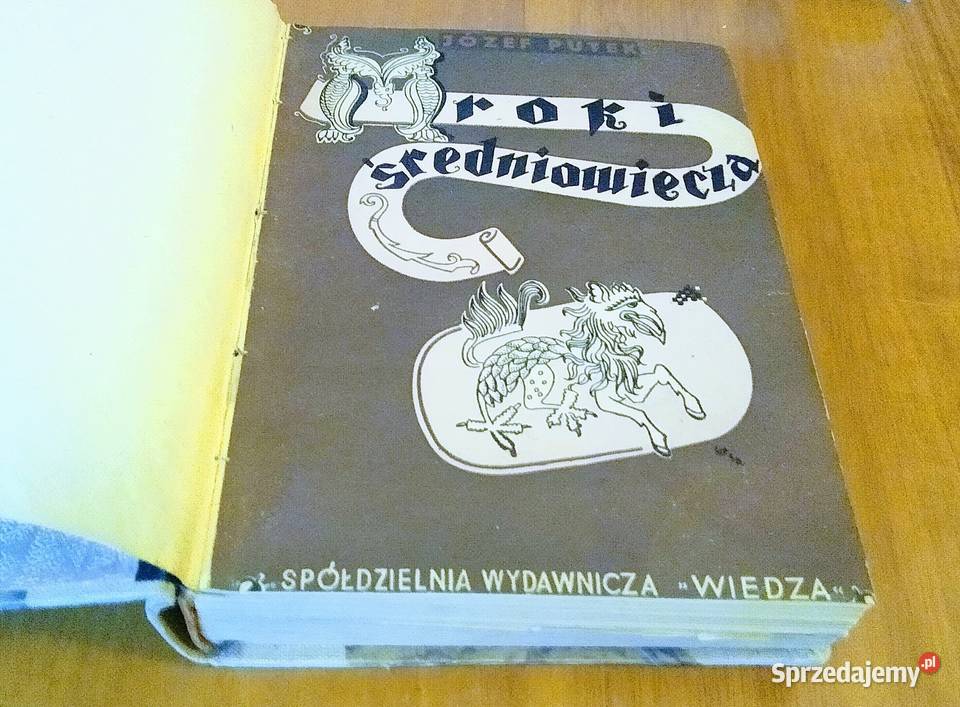 JÓZEF PUTEK
Mroki
średniowiecza
SPÓŁDZIELNIA WYDAWNICZA „WIEDZA“
Sprzedajemy.pl